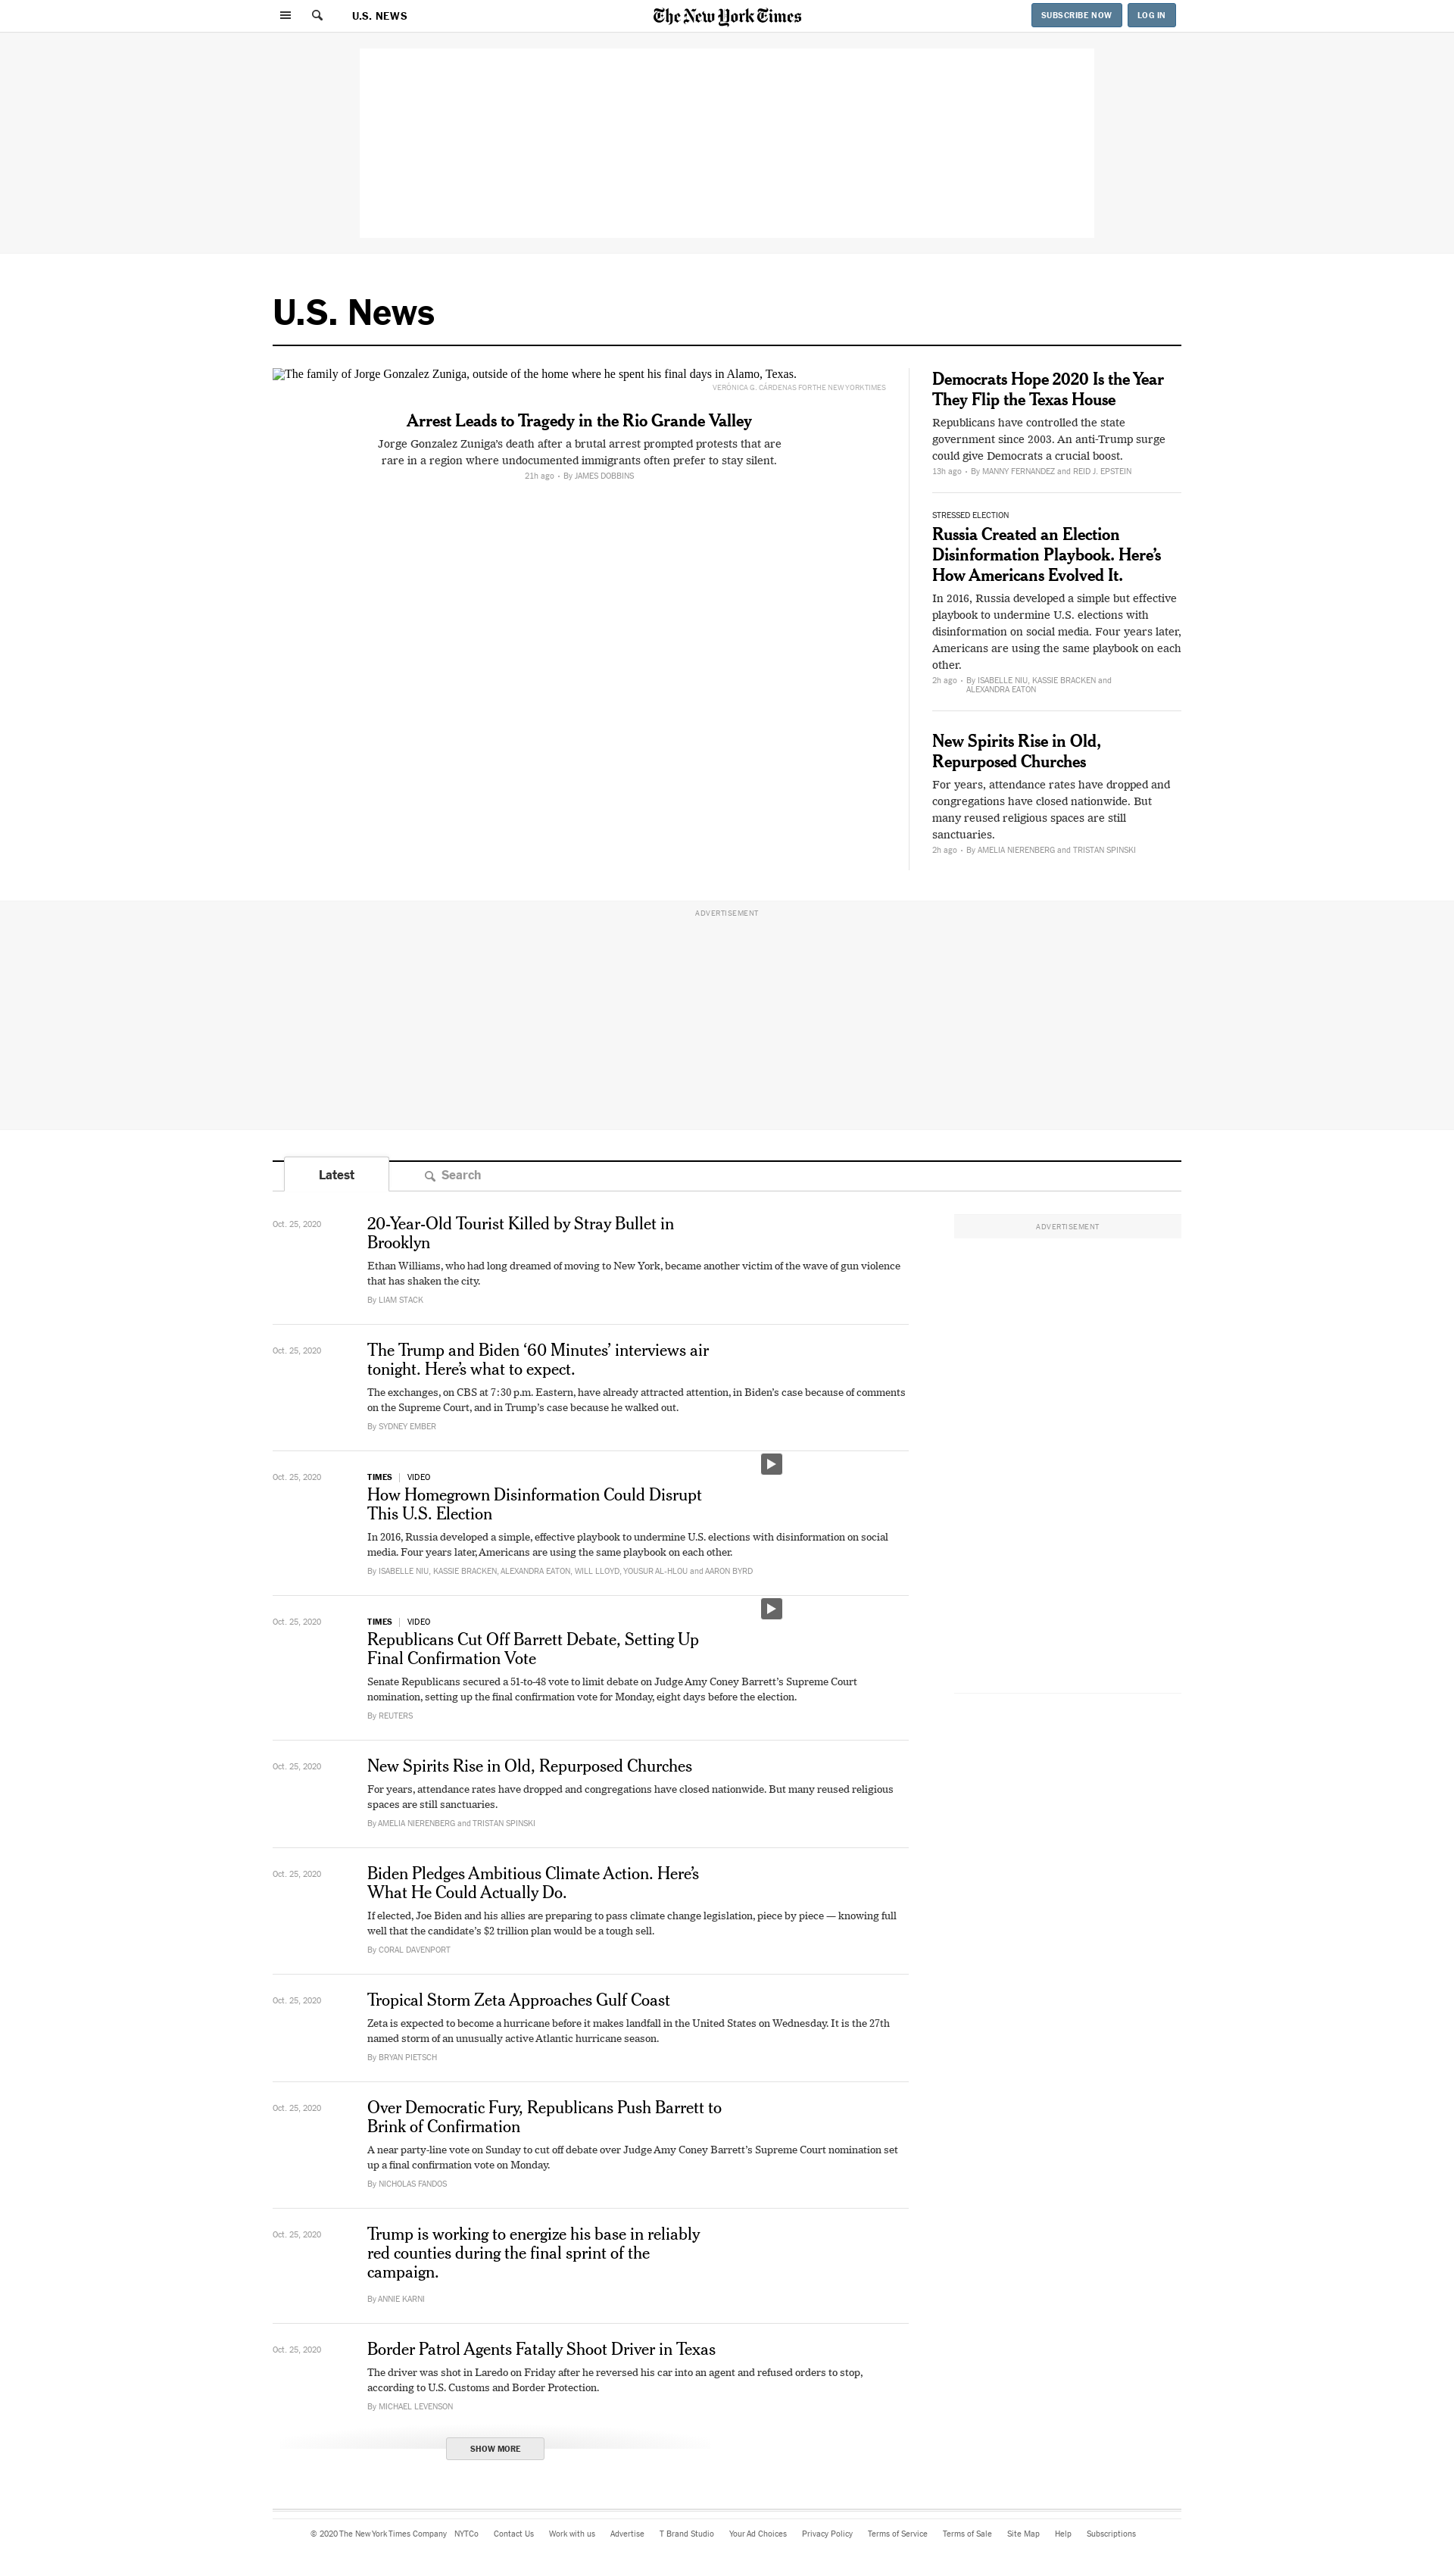 U.S. NEWS
The New York Times
SUBSCRIBE NOW
LOG IN
U.S. News
The family of Jorge Gonzalez Zuniga, outside of the home where he spent his final days in Alamo, Texas.
VERÓNICA G. CÁRDENAS FOR THE NEW YORK TIMES
Arrest Leads to Tragedy in the Rio Grande Valley
Jorge Gonzalez Zuniga’s death after a brutal arrest prompted protests that are
rare in a region where undocumented immigrants often prefer to stay silent.
21h ago • By JAMES DOBBINS
Democrats Hope 2020 Is the Year
They Flip the Texas House
Republicans have controlled the state
government since 2003. An anti-Trump surge
could give Democrats a crucial boost.
13h ago • By MANNY FERNANDEZ and REID J. EPSTEIN
STRESSED ELECTION
Russia Created an Election
Disinformation Playbook. Here’s
How Americans Evolved It.
In 2016, Russia developed a simple but effective
playbook to undermine U.S. elections with
disinformation on social media. Four years later,
Americans are using the same playbook on each
other.
2h ago • By ISABELLE NIU, KASSIE BRACKEN and
ALEXANDRA EATON
New Spirits Rise in Old,
Repurposed Churches
For years, attendance rates have dropped and
congregations have closed nationwide. But
many reused religious spaces are still
sanctuaries.
2h ago • By AMELIA NIERENBERG and TRISTAN SPINSKI
ADVERTISEMENT
Latest
Search
Oct. 25, 2020
20-Year-Old Tourist Killed by Stray Bullet in
Brooklyn
Ethan Williams, who had long dreamed of moving to New York, became another victim of the wave of gun violence
that has shaken the city.
By LIAM STACK
ADVERTISEMENT
Oct. 25, 2020
The Trump and Biden ‘60 Minutes’ interviews air
tonight. Here’s what to expect.
The exchanges, on CBS at 7:30 p.m. Eastern, have already attracted attention, in Biden’s case because of comments
on the Supreme Court, and in Trump’s case because he walked out.
By SYDNEY EMBER
Oct. 25, 2020
TIMES | VIDEO
How Homegrown Disinformation Could Disrupt
This U.S. Election
In 2016, Russia developed a simple, effective playbook to undermine U.S. elections with disinformation on social
media. Four years later, Americans are using the same playbook on each other.
By ISABELLE NIU, KASSIE BRACKEN, ALEXANDRA EATON, WILL LLOYD, YOUSUR AL-HLOU and AARON BYRD
Oct. 25, 2020
TIMES | VIDEO
Republicans Cut Off Barrett Debate, Setting Up
Final Confirmation Vote
Senate Republicans secured a 51-to-48 vote to limit debate on Judge Amy Coney Barrett’s Supreme Court
nomination, setting up the final confirmation vote for Monday, eight days before the election.
By REUTERS
Oct. 25, 2020
New Spirits Rise in Old, Repurposed Churches
For years, attendance rates have dropped and congregations have closed nationwide. But many reused religious
spaces are still sanctuaries.
By AMELIA NIERENBERG and TRISTAN SPINSKI
Oct. 25, 2020
Biden Pledges Ambitious Climate Action. Here’s
What He Could Actually Do.
If elected, Joe Biden and his allies are preparing to pass climate change legislation, piece by piece — knowing full
well that the candidate’s $2 trillion plan would be a tough sell.
By CORAL DAVENPORT
Oct. 25, 2020
Tropical Storm Zeta Approaches Gulf Coast
Zeta is expected to become a hurricane before it makes landfall in the United States on Wednesday. It is the 27th
named storm of an unusually active Atlantic hurricane season.
By BRYAN PIETSCH
Oct. 25, 2020
Over Democratic Fury, Republicans Push Barrett to
Brink of Confirmation
A near party-line vote on Sunday to cut off debate over Judge Amy Coney Barrett’s Supreme Court nomination set
up a final confirmation vote on Monday.
By NICHOLAS FANDOS
Oct. 25, 2020
Trump is working to energize his base in reliably
red counties during the final sprint of the
campaign.
By ANNIE KARNI
Oct. 25, 2020
Border Patrol Agents Fatally Shoot Driver in Texas
The driver was shot in Laredo on Friday after he reversed his car into an agent and refused orders to stop,
according to U.S. Customs and Border Protection.
By MICHAEL LEVENSON
SHOW MORE
© 2020 The New York Times Company NYTCo Contact Us Work with us Advertise T Brand Studio Your Ad Choices Privacy Policy Terms of Service Terms of Sale Site Map Help Subscriptions